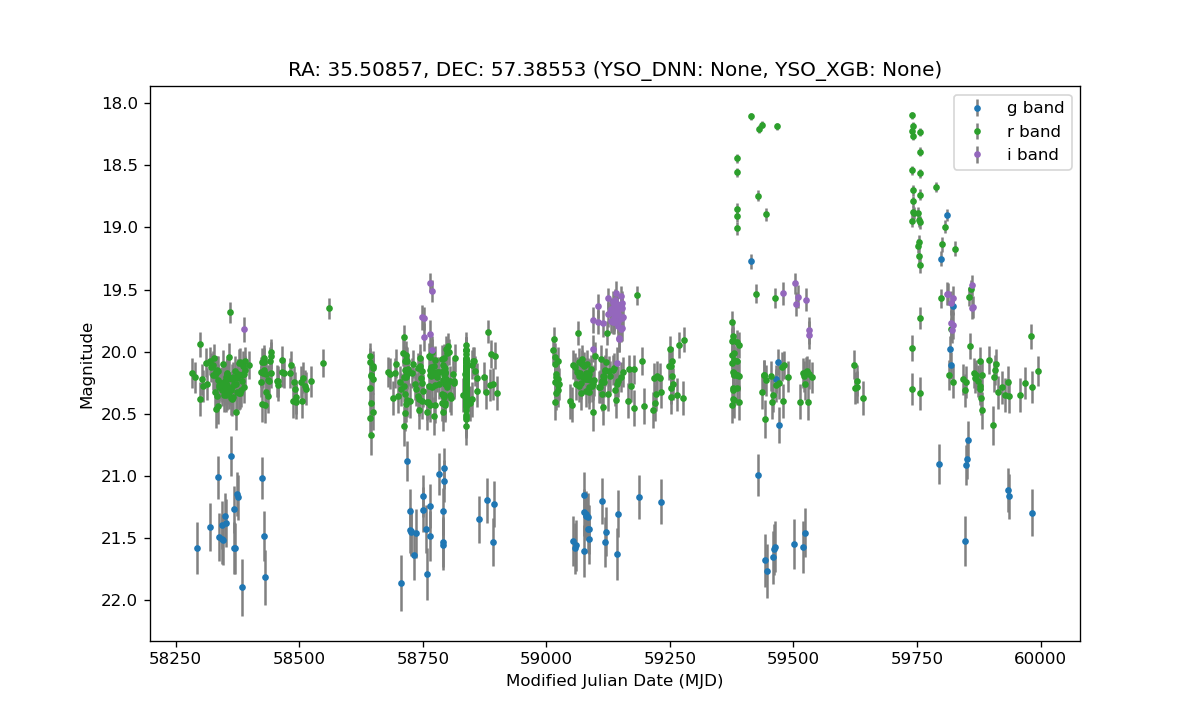 RA: 35.50857, DEC: 57.38553 (YSO_DNN: None, YSO_XGB: None)
g band
r band
i band
18.0
18.5
19.0
19.5
20.0
20.5
21.0
21.5
22.0
Magnitude
58250 58500 58750 59000 59250 59500 59750 60000
Modified Julian Date (MJD)